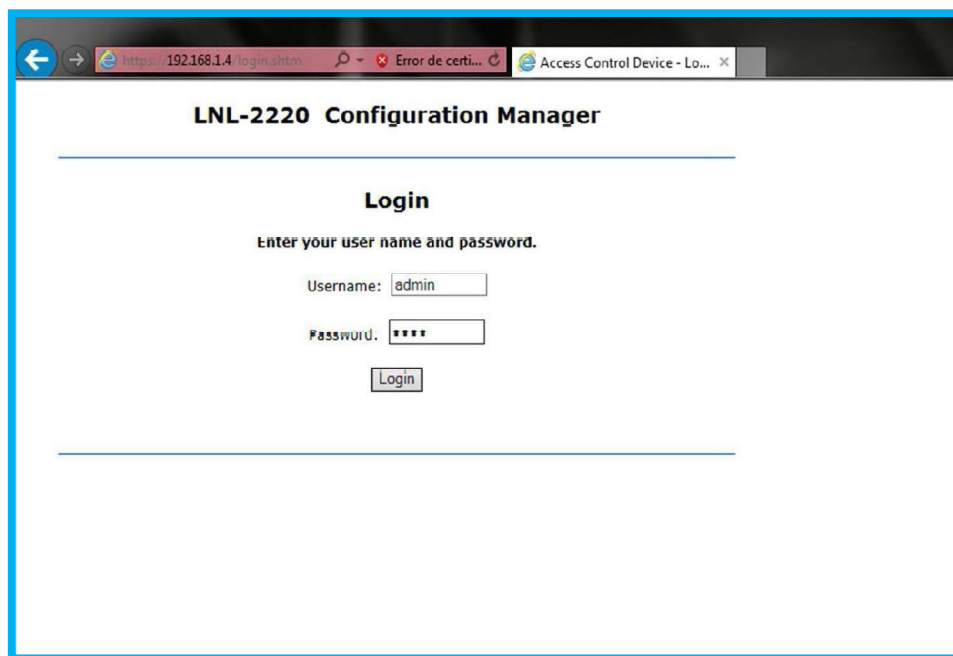 https://192.168.1.4/login.shtm Error de certi... Access Control Device - Lo...
LNL-2220 Configuration Manager
Login
Enter your user name and password.
Username: admin
Password: ****
Login